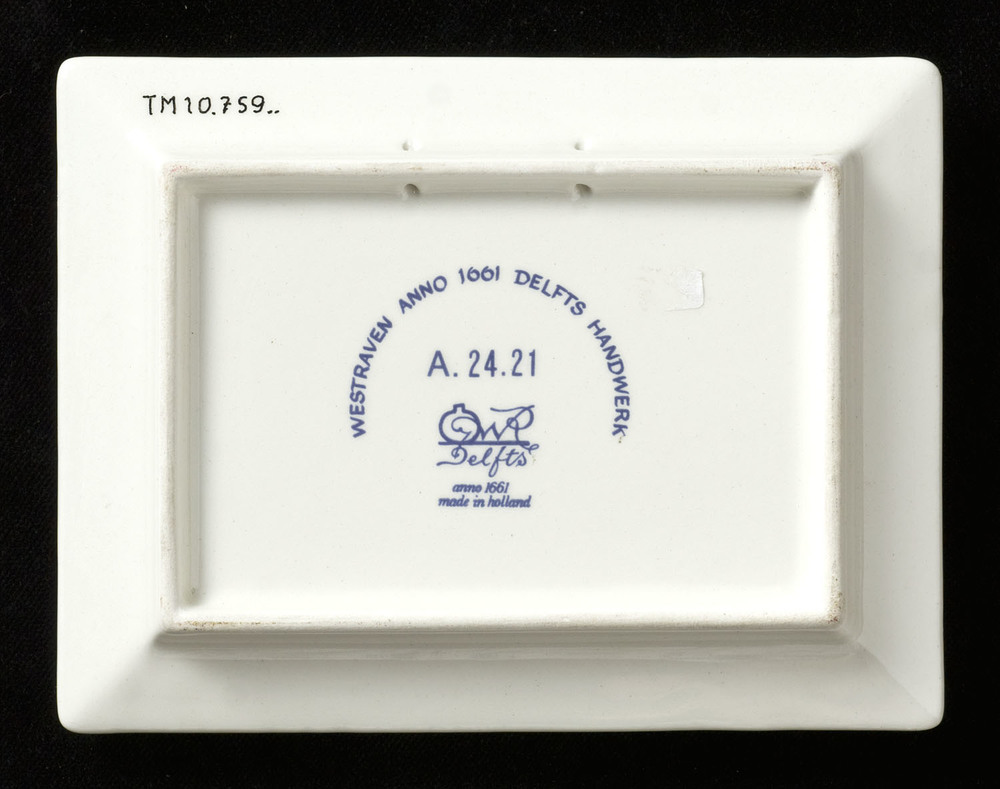 TM10.759..
WESTRAVEN ANNO 1661 DELFTS HANDWERK
A. 24.21
Delfts
anno 1661
made in holland